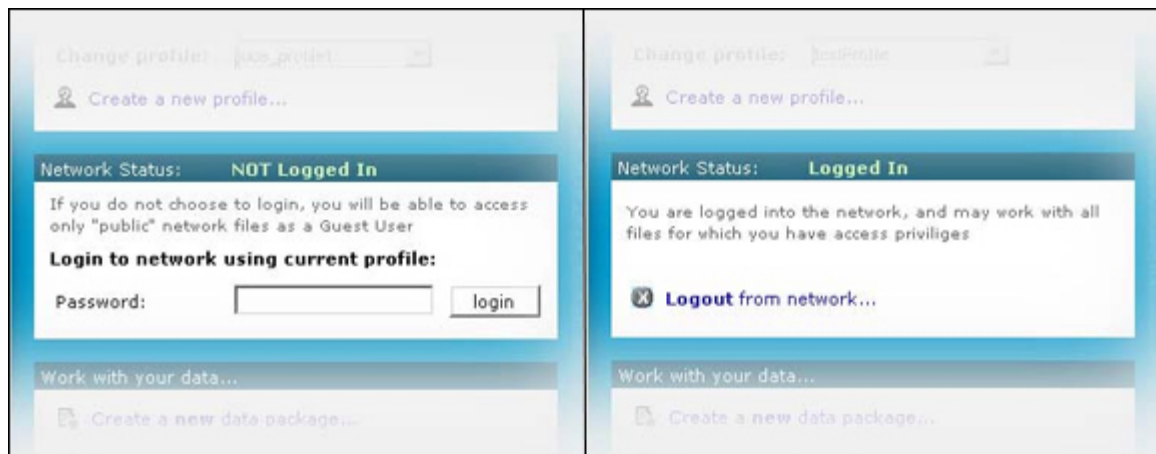 Change profile:
Create a new profile...
Network Status: NOT Logged In
If you do not choose to login, you will be able to access
only "public" network files as a Guest User
Login to network using current profile:
Password: login
Work with your data...
Create a new data package...
Change profile:
Create a new profile...
Network Status: Logged In
You are logged into the network, and may work with all
files for which you have access priviliges
Logout from network...
Work with your data...
Create a new data package...